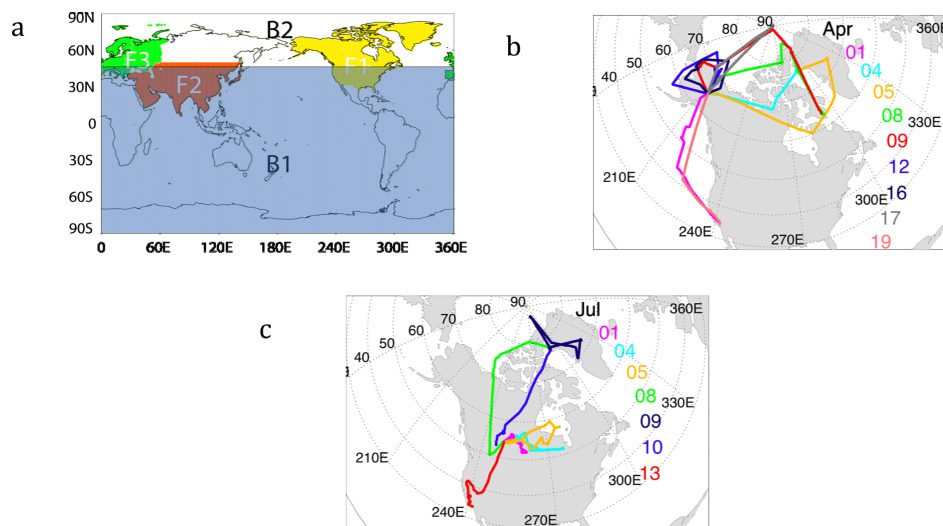 a
90N
60N
30N
0
30S
60S
90S
0 60E 120E 180E 240E 300E 360E
B2
F3
F1
F2
B1
b
Apr
01
04
05
08
09
12
16
17
19
40
50
60
70
80
90
210E
240E
270E
300E
330E
360E
c
Jul
01
04
05
08
09
10
13
40
50
60
70
80
90
210E
240E
270E
300E
330E
360E